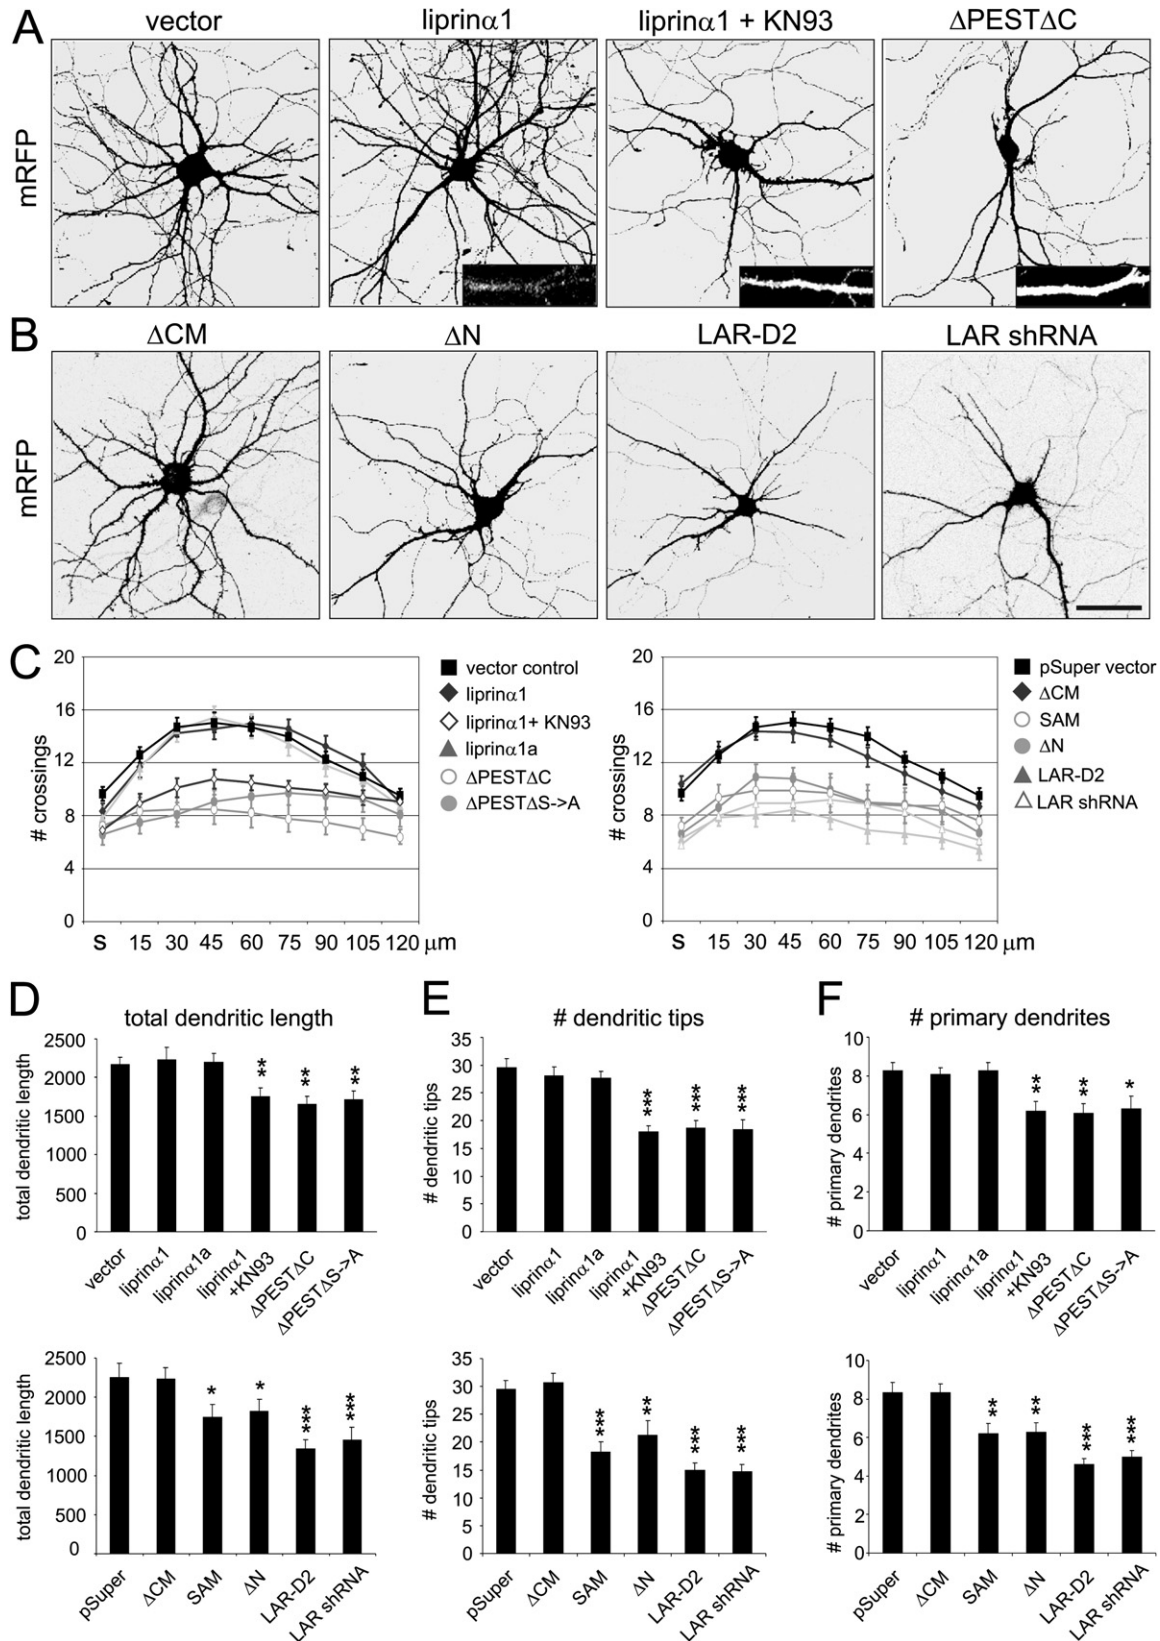 A
vector
liprinα1
liprinα1 + KN93
ΔPESTΔC
mRFP
B
ΔCM
ΔN
LAR-D2
LAR shRNA
mRFP
C
# crossings
20
16
12
8
4
0
S 15 30 45 60 75 90 105 120 μm
vector control
liprinα1
liprinα1+ KN93
liprinα1a
ΔPESTΔC
ΔPESTΔS->A
# crossings
20
16
12
8
4
0
S 15 30 45 60 75 90 105 120 μm
pSuper vector
ΔCM
SAM
ΔN
LAR-D2
LAR shRNA
D
total dendritic length
total dendritic length
2500
2000
1500
1000
500
0
**
**
**
vector
liprinα1
liprinα1a
liprinα1
+KN93
ΔPESTΔC
ΔPESTΔS->A
E
# dendritic tips
# dendritic tips
35
30
25
20
15
10
5
0
***
***
***
vector
liprinα1
liprinα1a
liprinα1
+KN93
ΔPESTΔC
ΔPESTΔS->A
F
# primary dendrites
# primary dendrites
10
8
6
4
2
0
**
**
*
vector
liprinα1
liprinα1a
liprinα1
+KN93
ΔPESTΔC
ΔPESTΔS->A
total dendritic length
2500
2000
1500
1000
500
0
*
*
***
***
pSuper
ΔCM
SAM
ΔN
LAR-D2
LAR shRNA
# dendritic tips
35
30
25
20
15
10
5
0
***
**
***
***
pSuper
ΔCM
SAM
ΔN
LAR-D2
LAR shRNA
# primary dendrites
10
8
6
4
2
0
**
**
***
***
pSuper
ΔCM
SAM
ΔN
LAR-D2
LAR shRNA